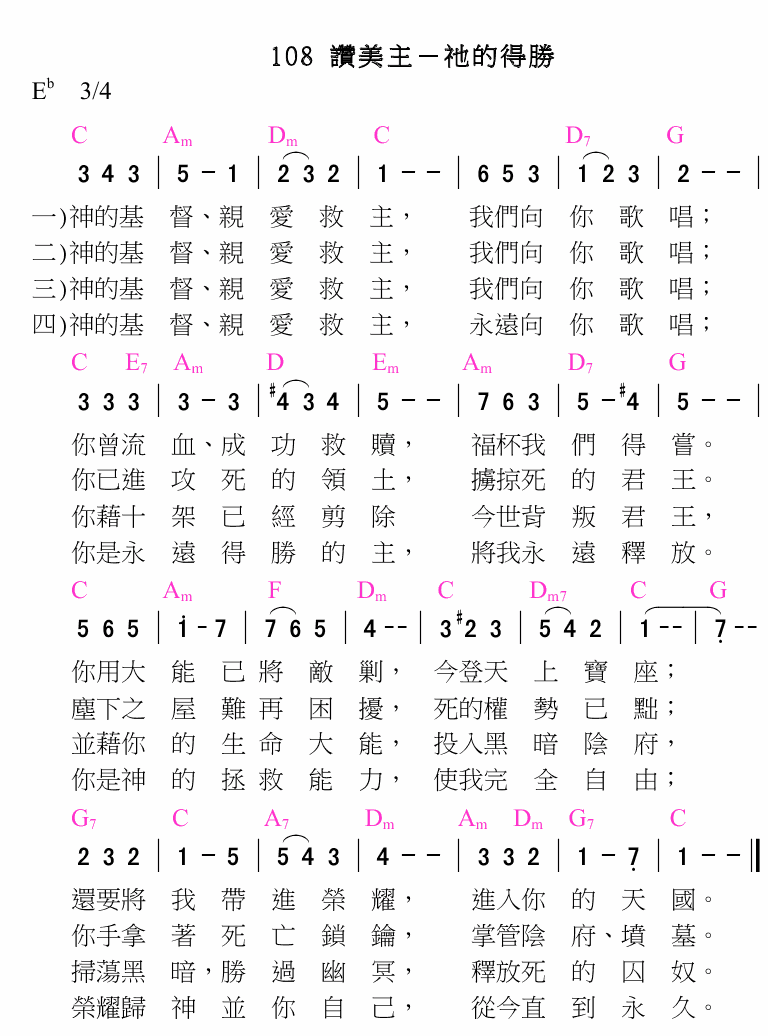 108 讚美主－祂的得勝
E♭ 3/4
C Am Dm C D7 G
3 4 3 | 5 - 1 | 2 3 2 | 1 - - | 6 5 3 | 1 2 3 | 2 - - |
一)神的基 督、親 愛 救 主， 我們向 你 歌 唱；
二)神的基 督、親 愛 救 主， 我們向 你 歌 唱；
三)神的基 督、親 愛 救 主， 我們向 你 歌 唱；
四)神的基 督、親 愛 救 主， 永遠向 你 歌 唱；
C E7 Am D Em Am D7 G
3 3 3 | 3 - 3 | #4 3 4 | 5 - - | 7 6 3 | 5 - #4 | 5 - - |
你曾流 血、成 功 救 贖， 福杯我 們 得 嘗。
你已進 攻 死 的 領 土， 擄掠死 的 君 王。
你藉十 架 已 經 剪 除 今世背 叛 君 王，
你是永 遠 得 勝 的 主， 將我永 遠 釋 放。
C Am F Dm C Dm7 C G
5 6 5 | i - 7 | 7 6 5 | 4 - - | 3 #2 3 | 5 4 2 | 1 - - | 7̣ - -
你用大 能 已 將 敵 剿， 今登天 上 寶 座；
塵下之 屋 難 再 困 擾， 死的權 勢 已 黜；
並藉你 的 生 命 大 能， 投入黑 暗 陰 府，
你是神 的 拯 救 能 力， 使我完 全 自 由；
G7 C A7 Dm Am Dm G7 C
2 3 2 | 1 - 5 | 5 4 3 | 4 - - | 3 3 2 | 1 - 7̣ | 1 - - ||
還要將 我 帶 進 榮 耀， 進入你 的 天 國。
你手拿 著 死 亡 鎖 鑰， 掌管陰 府、墳 墓。
掃蕩黑 暗，勝 過 幽 冥， 釋放死 的 囚 奴。
榮耀歸 神 並 你 自 己， 從今直 到 永 久。